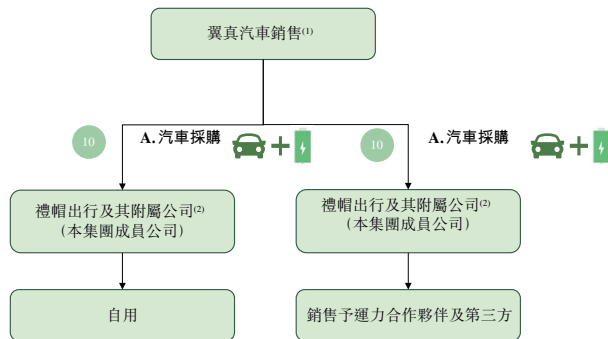 翼真汽車銷售(1)
10
A. 汽車採購
10
A. 汽車採購
禮帽出行及其附屬公司(2)
(本集團成員公司)
禮帽出行及其附屬公司(2)
(本集團成員公司)
自用
銷售予運力合作夥伴及第三方